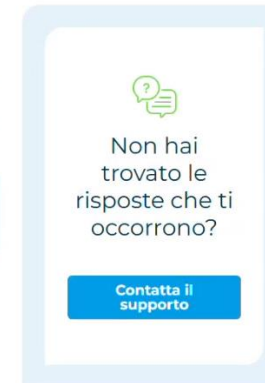 ?
Non hai
trovato le
risposte che ti
occorrono?
Contatta il
supporto